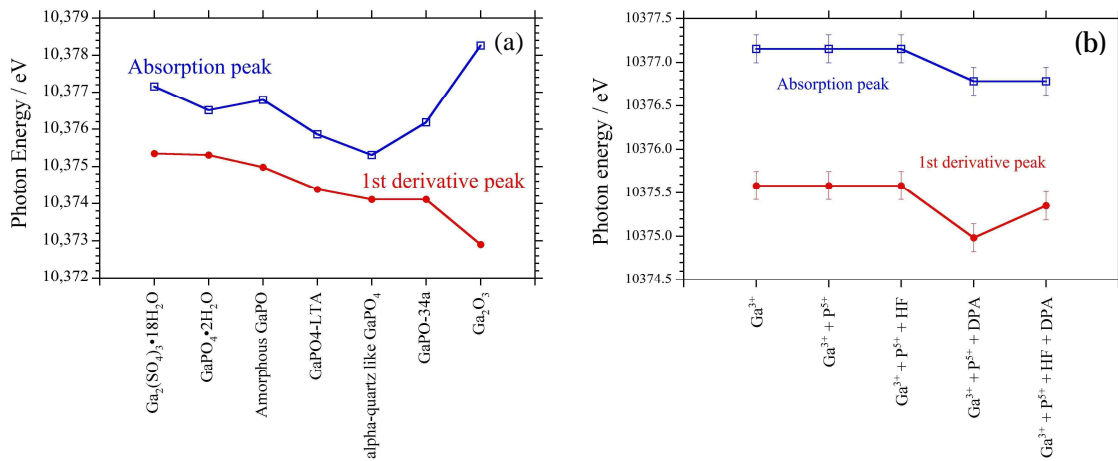 (a)
Photon Energy / eV
10,379
10,378
10,377
10,376
10,375
10,374
10,373
10,372
Absorption peak
1st derivative peak
Ga₂(SO₄)₃•18H₂O
GaPO₄•2H₂O
Amorphous GaPO
GaPO4-LTA
alpha-quartz like GaPO₄
GaPO-34a
Ga₂O₃
(b)
Photon energy / eV
10377.5
10377.0
10376.5
10376.0
10375.5
10375.0
10374.5
Absorption peak
1st derivative peak
Ga³⁺
Ga³⁺ + P⁵⁺
Ga³⁺ + P⁵⁺ + HF
Ga³⁺ + P⁵⁺ + DPA
Ga³⁺ + P⁵⁺ + HF + DPA